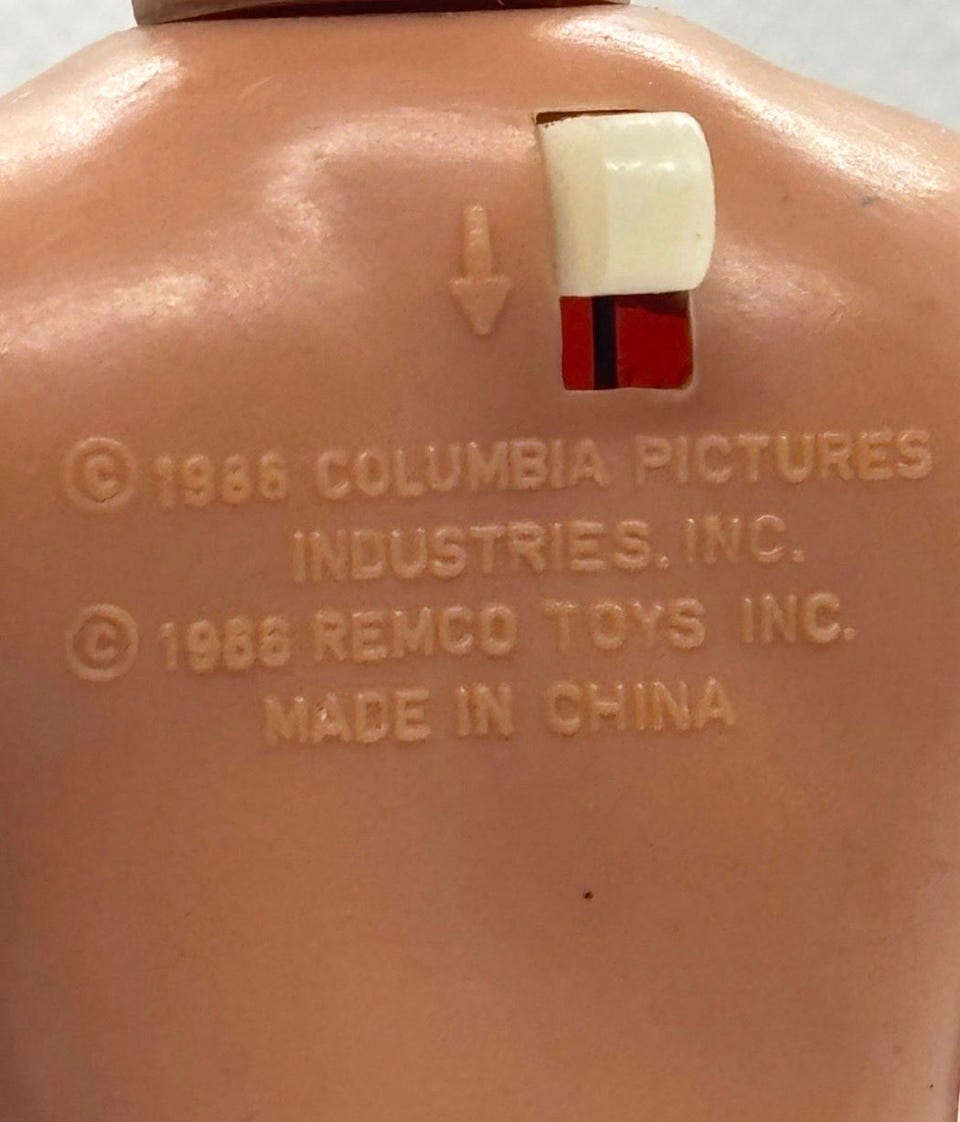 © 1986 COLUMBIA PICTURES
INDUSTRIES, INC.
© 1986 REMCO TOYS INC.
MADE IN CHINA